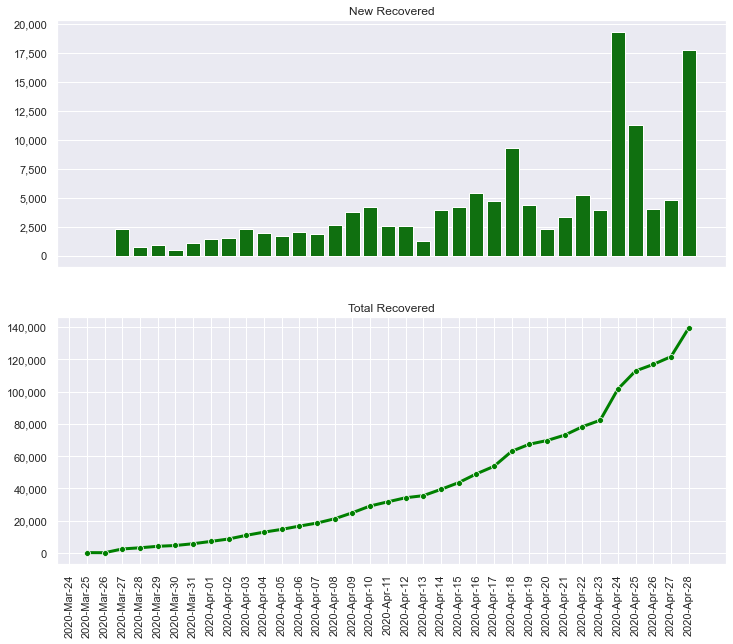 New Recovered
20,000
17,500
15,000
12,500
10,000
7,500
5,000
2,500
0
Total Recovered
140,000
120,000
100,000
80,000
60,000
40,000
20,000
0
2020-Mar-24
2020-Mar-25
2020-Mar-26
2020-Mar-27
2020-Mar-28
2020-Mar-29
2020-Mar-30
2020-Mar-31
2020-Apr-01
2020-Apr-02
2020-Apr-03
2020-Apr-04
2020-Apr-05
2020-Apr-06
2020-Apr-07
2020-Apr-08
2020-Apr-09
2020-Apr-10
2020-Apr-11
2020-Apr-12
2020-Apr-13
2020-Apr-14
2020-Apr-15
2020-Apr-16
2020-Apr-17
2020-Apr-18
2020-Apr-19
2020-Apr-20
2020-Apr-21
2020-Apr-22
2020-Apr-23
2020-Apr-24
2020-Apr-25
2020-Apr-26
2020-Apr-27
2020-Apr-28